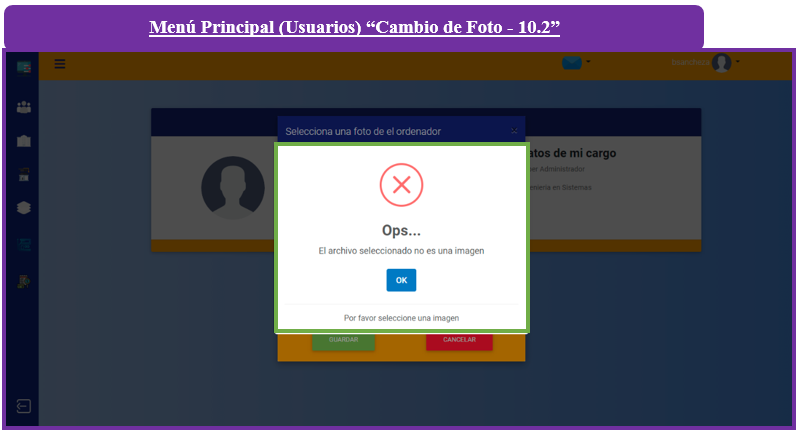 Menú Principal (Usuarios) “Cambio de Foto - 10.2”
Selecciona una foto de el ordenador
×
atos de mi cargo
er Administrador
eniería en Sistemas
Ops...
El archivo seleccionado no es una imagen
OK
Por favor seleccione una imagen
GUARDAR
CANCELAR